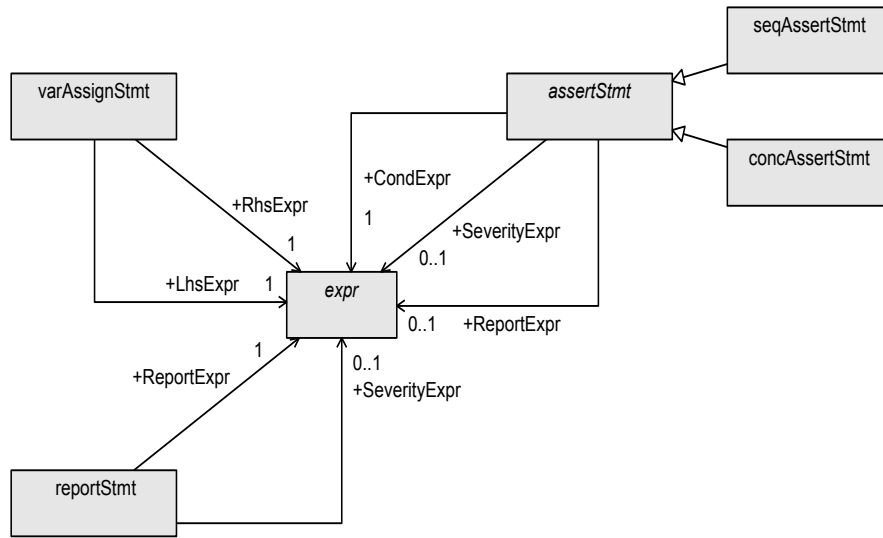 seqAssertStmt
varAssignStmt
assertStmt
concAssertStmt
+CondExpr
+RhsExpr
1
+SeverityExpr
1
0..1
+LhsExpr
1
expr
0..1
+ReportExpr
1
0..1
+ReportExpr
+SeverityExpr
reportStmt